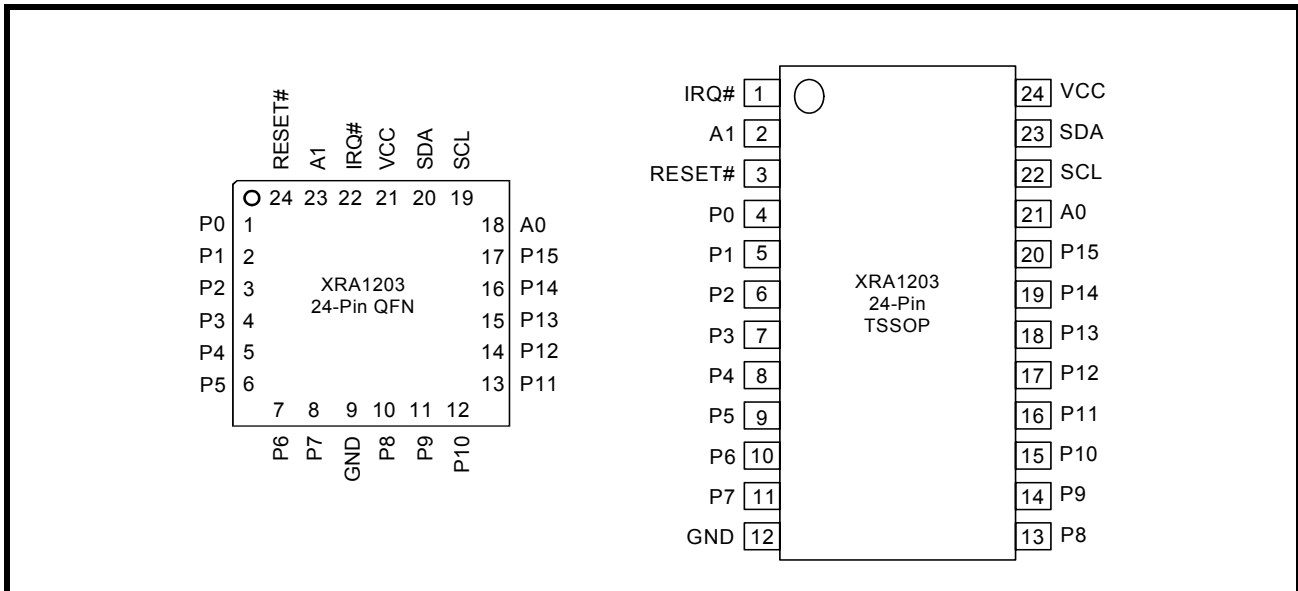 RESET# A1 IRQ# VCC SDA SCL
24 23 22 21 20 19
P0 1 18 A0
P1 2 17 P15
P2 3 16 P14
P3 4 15 P13
P4 5 14 P12
P5 6 13 P11
XRA1203
24-Pin QFN
7 8 9 10 11 12
P6 P7 GND P8 P9 P10
IRQ# 1 24 VCC
A1 2 23 SDA
RESET# 3 22 SCL
P0 4 21 A0
P1 5 20 P15
P2 6 19 P14
P3 7 18 P13
P4 8 17 P12
P5 9 16 P11
P6 10 15 P10
P7 11 14 P9
GND 12 13 P8
XRA1203
24-Pin
TSSOP